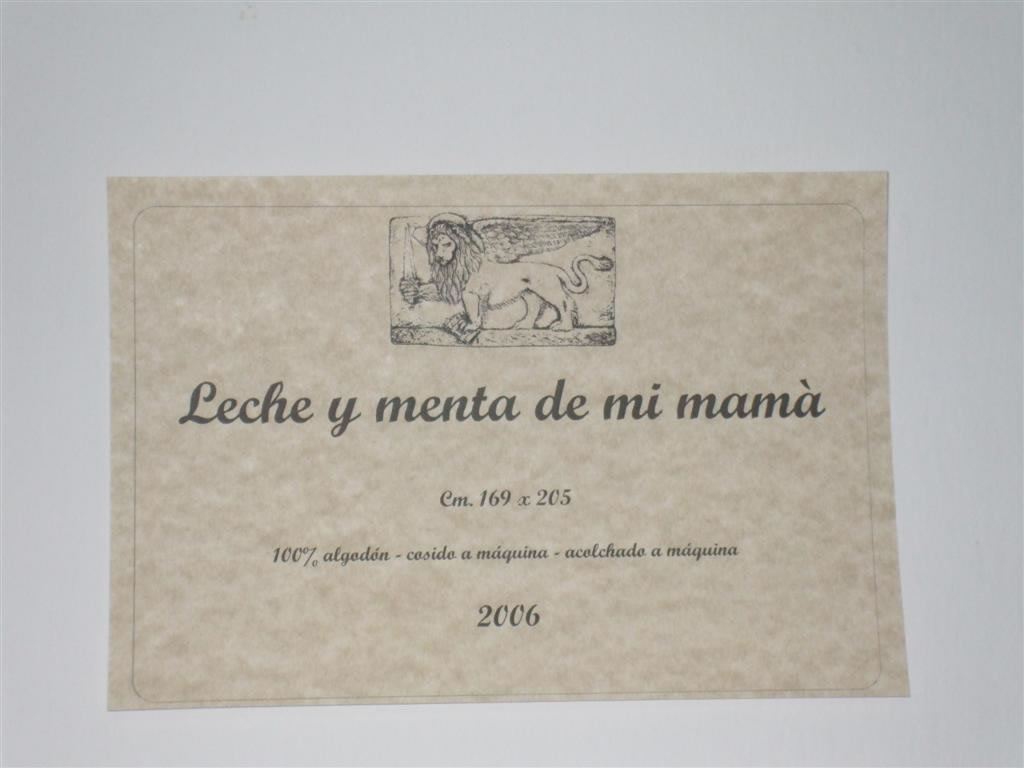 Leche y menta de mi mamà
Cm. 169 x 205
100% algodón - cosido a máquina - acolchado a máquina
2006